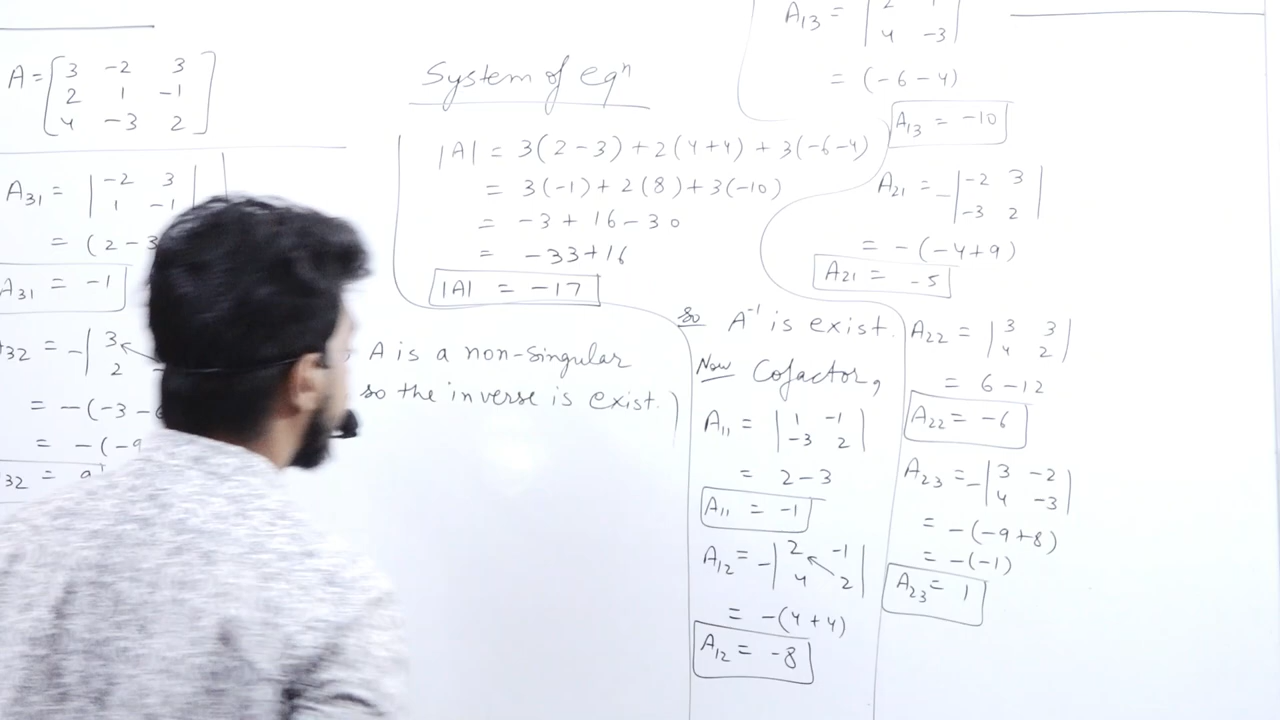 A = [ 3 -2 3
2 1 -1
4 -3 2 ]
A₃₁ = | -2 3
1 -1
= (2 - 3
A₃₁ = -1
32 = -| 3
2
= -(-3 -
= -(-9
32 = 9
System of eqⁿ
|A| = 3(2-3) + 2(4+4) + 3(-6-4)
= 3(-1) + 2(8) + 3(-10)
= -3 + 16 - 30
= -33 + 16
|A| = -17
A is a non-singular
so the inverse is exist.
So A⁻¹ is exist.
Now Cofactor,
A₁₁ = | 1 -1 |
| -3 2 |
= 2 - 3
A₁₁ = -1
A₁₂ = -| 2 -1 |
| 4 2 |
= -(4 + 4)
A₁₂ = -8
A₁₃ = | 2 1 |
| 4 -3 |
= (-6 - 4)
A₁₃ = -10
A₂₁ = -| -2 3 |
| -3 2 |
= -(-4+9)
A₂₁ = -5
A₂₂ = | 3 3 |
| 4 2 |
= 6 - 12
A₂₂ = -6
A₂₃ = -| 3 -2 |
| 4 -3 |
= -(-9+8)
= -(-1)
A₂₃ = 1